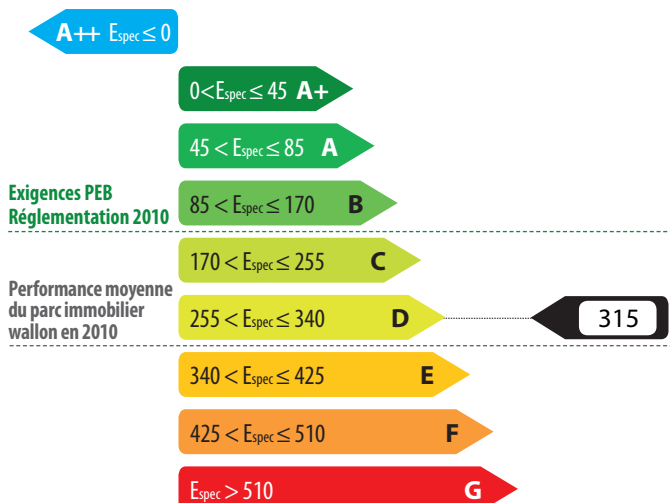 A++ Espec ≤ 0
0<Espec ≤ 45 A+
45 < Espec ≤ 85 A
Exigences PEB
Réglementation 2010
85 < Espec ≤ 170 B
170 < Espec ≤ 255 C
Performance moyenne
du parc immobilier
wallon en 2010
255 < Espec ≤ 340 D
315
340 < Espec ≤ 425 E
425 < Espec ≤ 510 F
Espec > 510 G